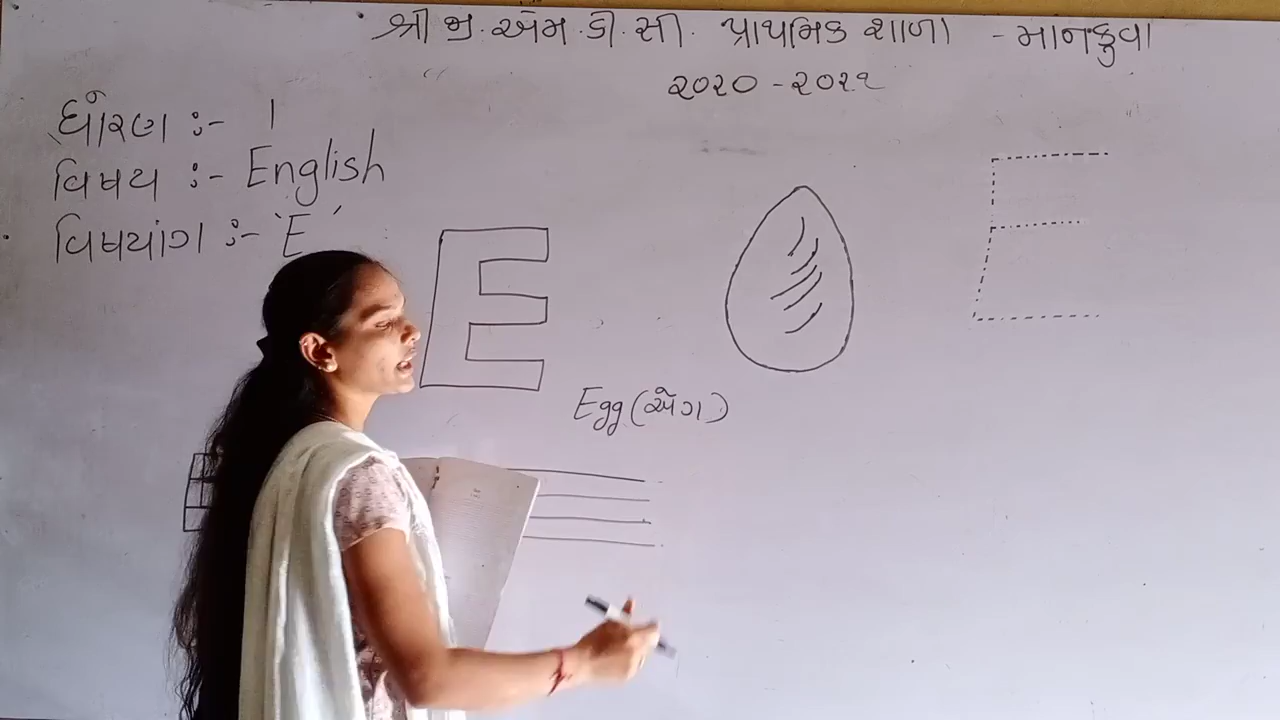 શ્રી જી.એમ.ડી.સી. પ્રાથમિક શાળા - માનકુવા
૨૦૨૦ - ૨૦૨૧
ધોરણ :- 1
વિષય :- English
વિષયાંગ :- 'E'
E
E
Egg (એગ)